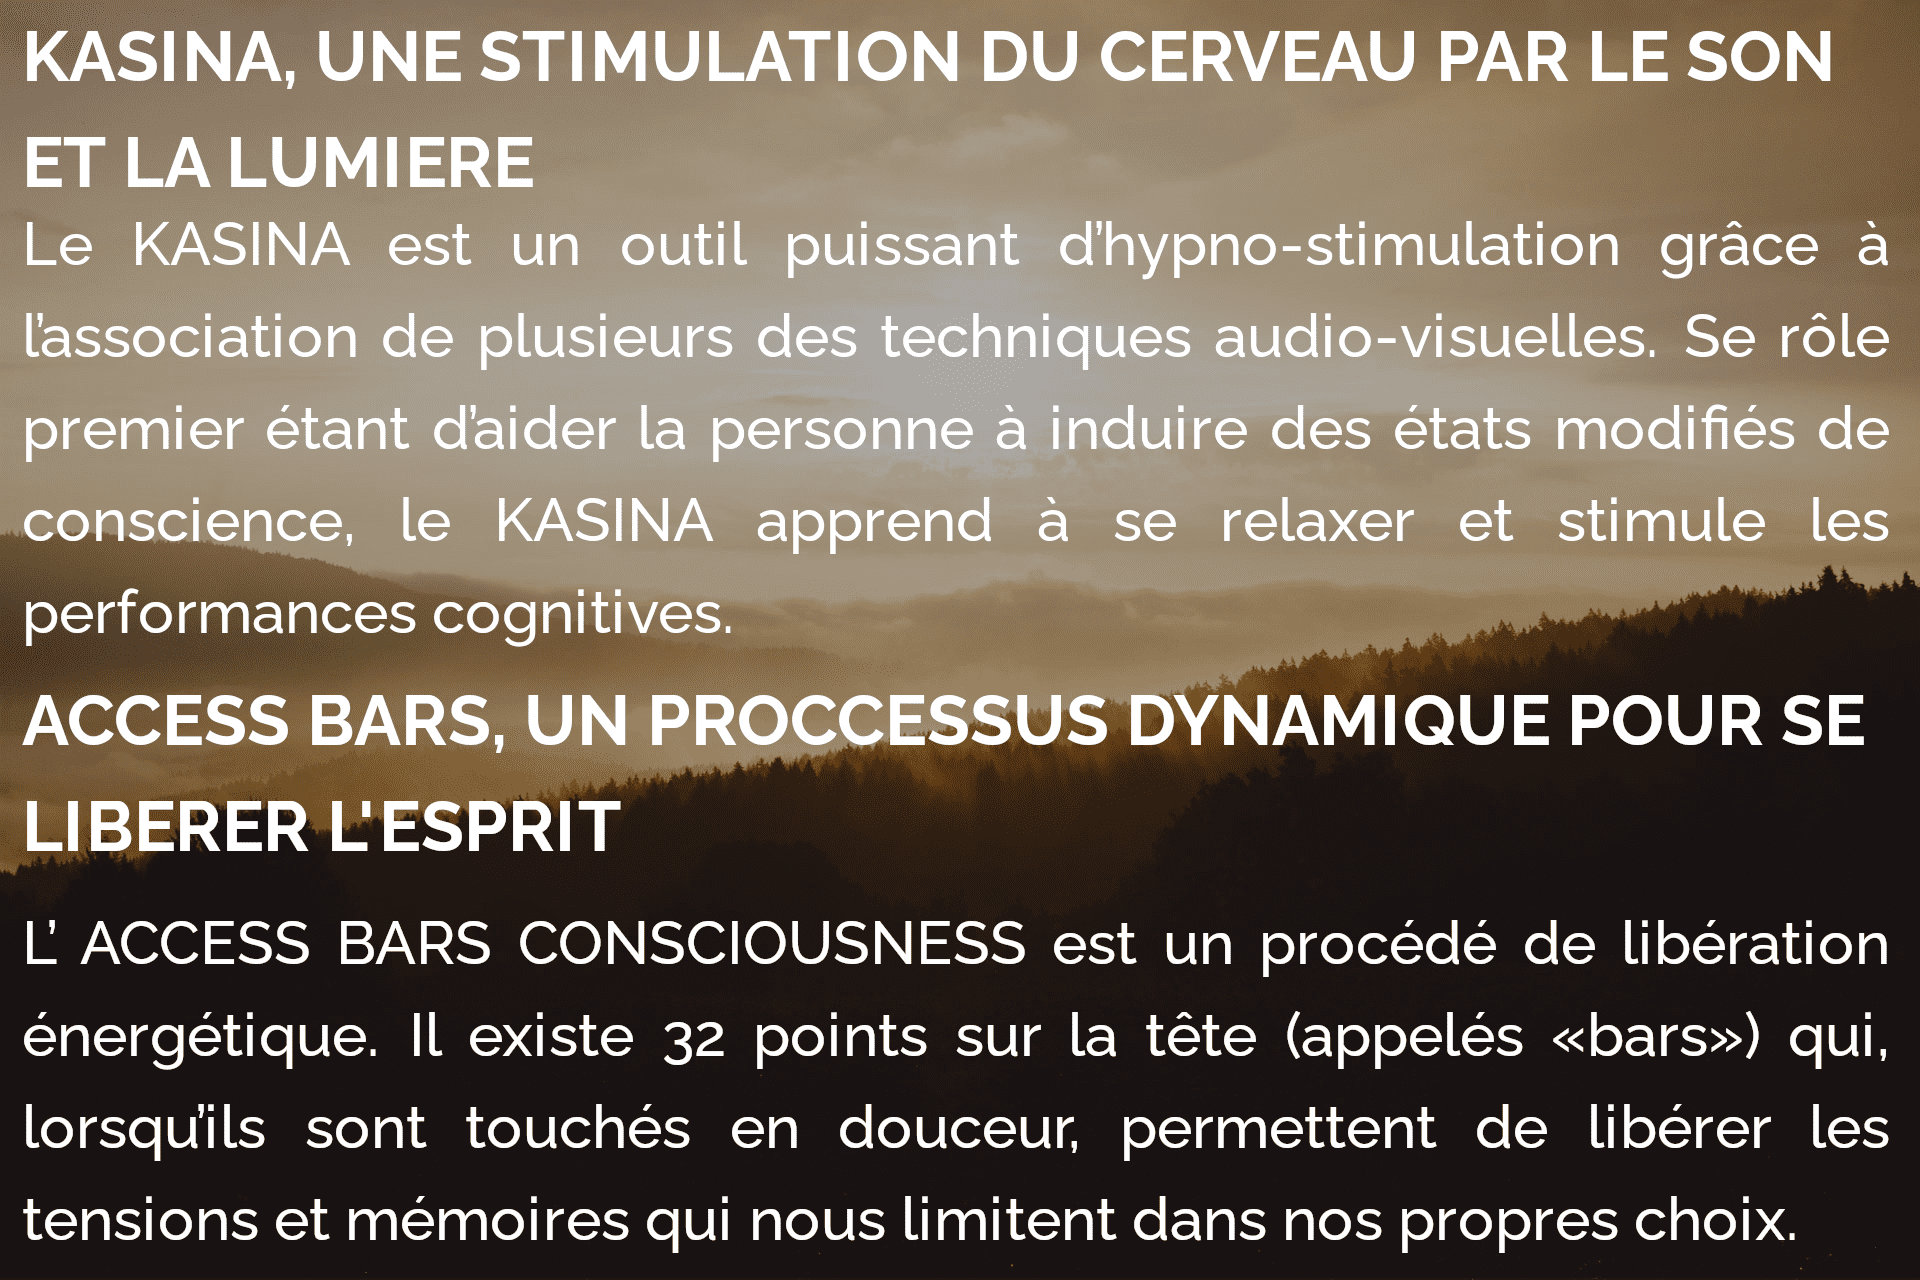 KASINA, UNE STIMULATION DU CERVEAU PAR LE SON
ET LA LUMIERE
Le KASINA est un outil puissant d’hypno-stimulation grâce à
l’association de plusieurs des techniques audio-visuelles. Se rôle
premier étant d’aider la personne à induire des états modifiés de
conscience, le KASINA apprend à se relaxer et stimule les
performances cognitives.
ACCESS BARS, UN PROCCESSUS DYNAMIQUE POUR SE
LIBERER L'ESPRIT
L’ ACCESS BARS CONSCIOUSNESS est un procédé de libération
énergétique. Il existe 32 points sur la tête (appelés «bars») qui,
lorsqu’ils sont touchés en douceur, permettent de libérer les
tensions et mémoires qui nous limitent dans nos propres choix.